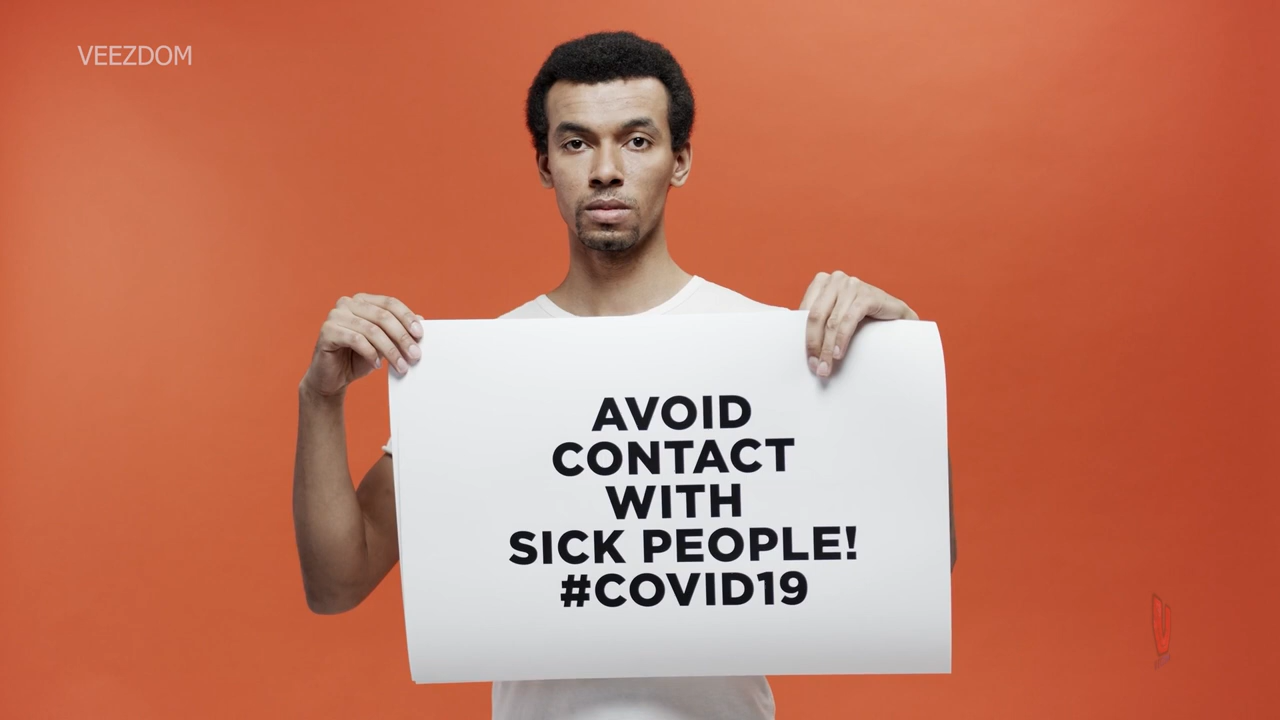 VEEZDOM
AVOID
CONTACT
WITH
SICK PEOPLE!
#COVID19
V